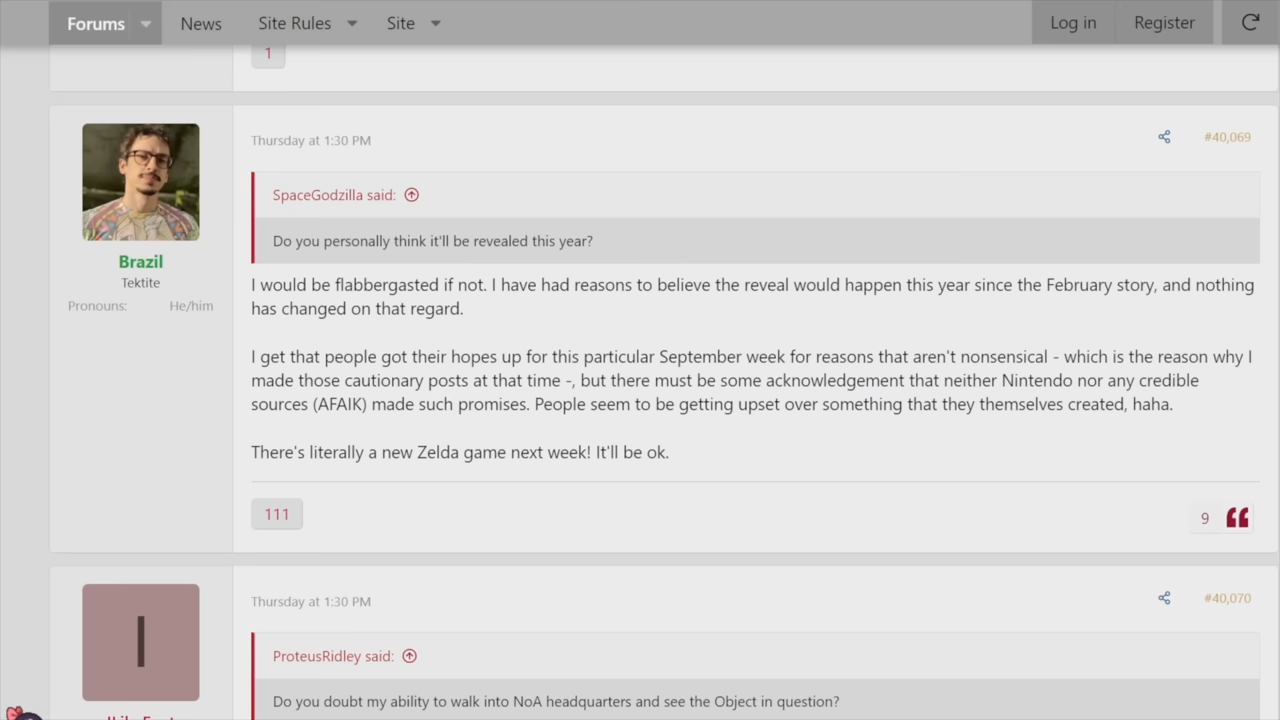 Forums News Site Rules Site Log in Register
1
Thursday at 1:30 PM #40,069
SpaceGodzilla said:
Do you personally think it'll be revealed this year?
Brazil
Tektite
Pronouns: He/him
I would be flabbergasted if not. I have had reasons to believe the reveal would happen this year since the February story, and nothing
has changed on that regard.
I get that people got their hopes up for this particular September week for reasons that aren't nonsensical - which is the reason why I
made those cautionary posts at that time -, but there must be some acknowledgement that neither Nintendo nor any credible
sources (AFAIK) made such promises. People seem to be getting upset over something that they themselves created, haha.
There's literally a new Zelda game next week! It'll be ok.
111 9
I
Thursday at 1:30 PM #40,070
ProteusRidley said:
Do you doubt my ability to walk into NoA headquarters and see the Object in question?